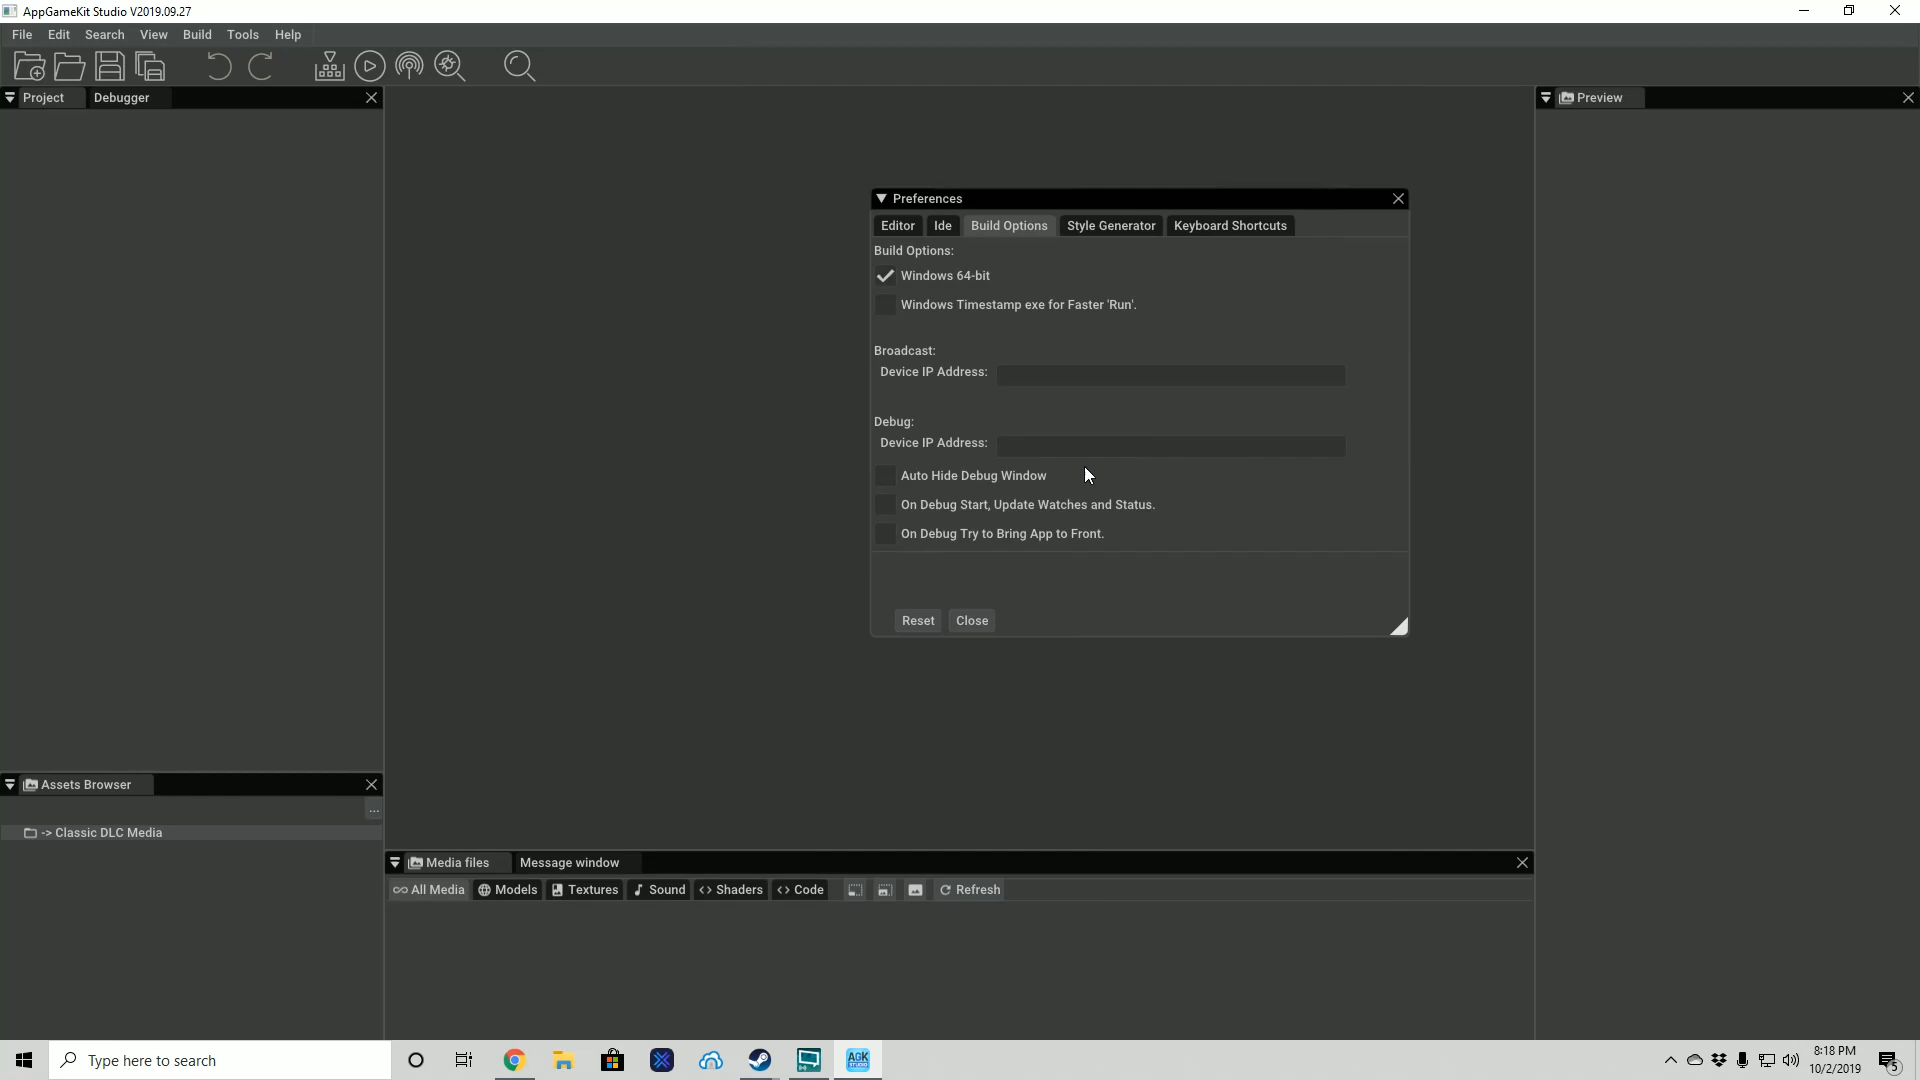 AppGameKit Studio V2019.09.27
File Edit Search View Build Tools Help
Project Debugger
Preview
Preferences
Editor Ide Build Options Style Generator Keyboard Shortcuts
Build Options:
Windows 64-bit
Windows Timestamp exe for Faster 'Run'.
Broadcast:
Device IP Address:
Debug:
Device IP Address:
Auto Hide Debug Window
On Debug Start, Update Watches and Status.
On Debug Try to Bring App to Front.
Reset Close
Assets Browser
...
-> Classic DLC Media
Media files Message window
All Media Models Textures Sound Shaders Code Refresh
Type here to search
AGK
STUDIO
8:18 PM
10/2/2019
5